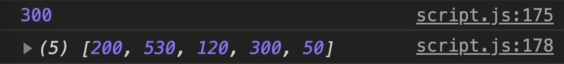 300 script.js:175
▶ (5) [200, 530, 120, 300, 50] script.js:178